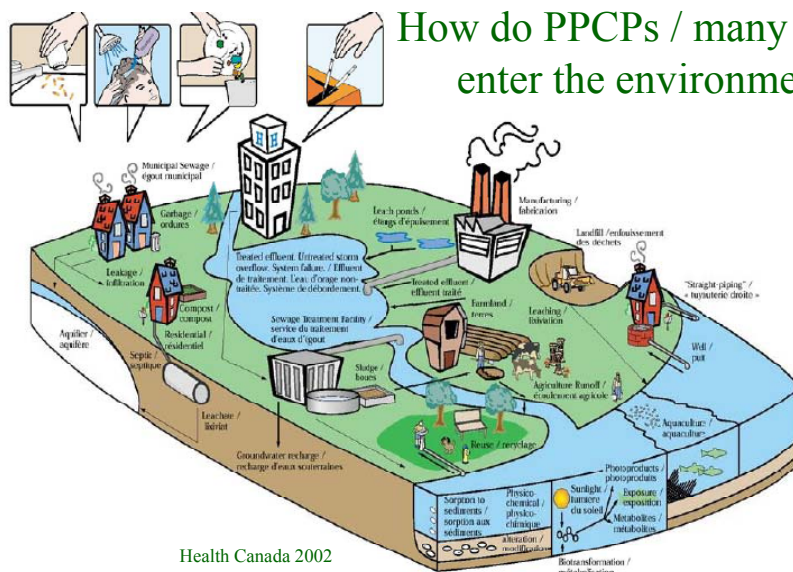 How do PPCPs / many
enter the environme
H H
Municipal Sewage /
égout municipal
Garbage /
ordures
Leakage /
infiltration
Compost /
compost
Residential /
résidentiel
Aquifier /
aquifère
Septic /
septique
Leachate /
lixiviat
Treated effluent. Untreated storm
overflow. System failure. / Effluent
de traitement. L'eau d'orage non-
traitée. Système de débordement.
Leach ponds /
étangs d'épuisement
Manufacturing /
fabrication
Landfill /enfouissement
des déchets
Treated effluent /
effluent traité
Farmland /
terres
Leaching /
lixiviation
"Straight-piping" /
« tuyauterie droite »
Well /
puit
Sewage Treatment Facility /
service du traitement
d'eaux d'égout
Sludge /
boues
Agriculture Runoff /
écoulement agricole
Aquaculture /
aquaculture
Reuse / recyclage
Groundwater recharge /
recharge d'eaux souterraines
Photoproducts /
photoproduits
Sorption to
sediments /
sorption aux
sédiments
Physico-
chemical /
physico-
chimique
alteration /
modification
Sunlight /
lumiere
du soleil
Exposure /
exposition
Metabolites /
métabolites
Biotransformation /
Health Canada 2002